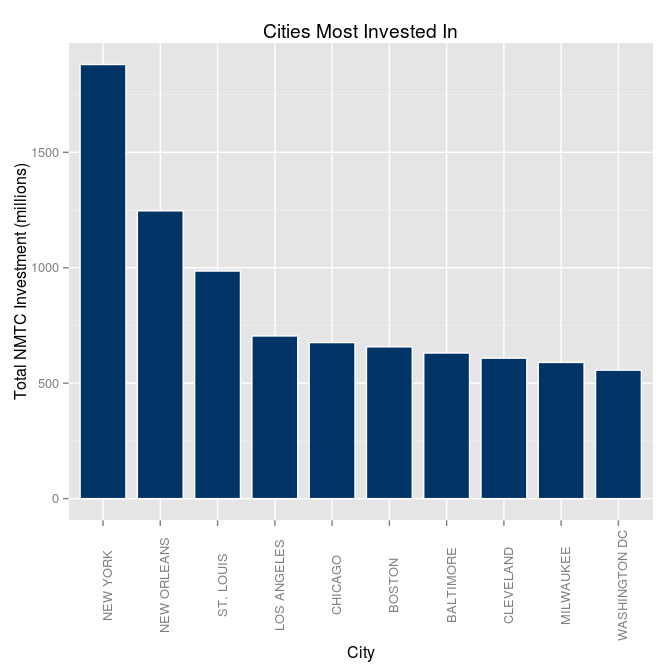 Cities Most Invested In
Total NMTC Investment (millions)
1500
1000
500
0
NEW YORK
NEW ORLEANS
ST. LOUIS
LOS ANGELES
CHICAGO
BOSTON
BALTIMORE
CLEVELAND
MILWAUKEE
WASHINGTON DC
City